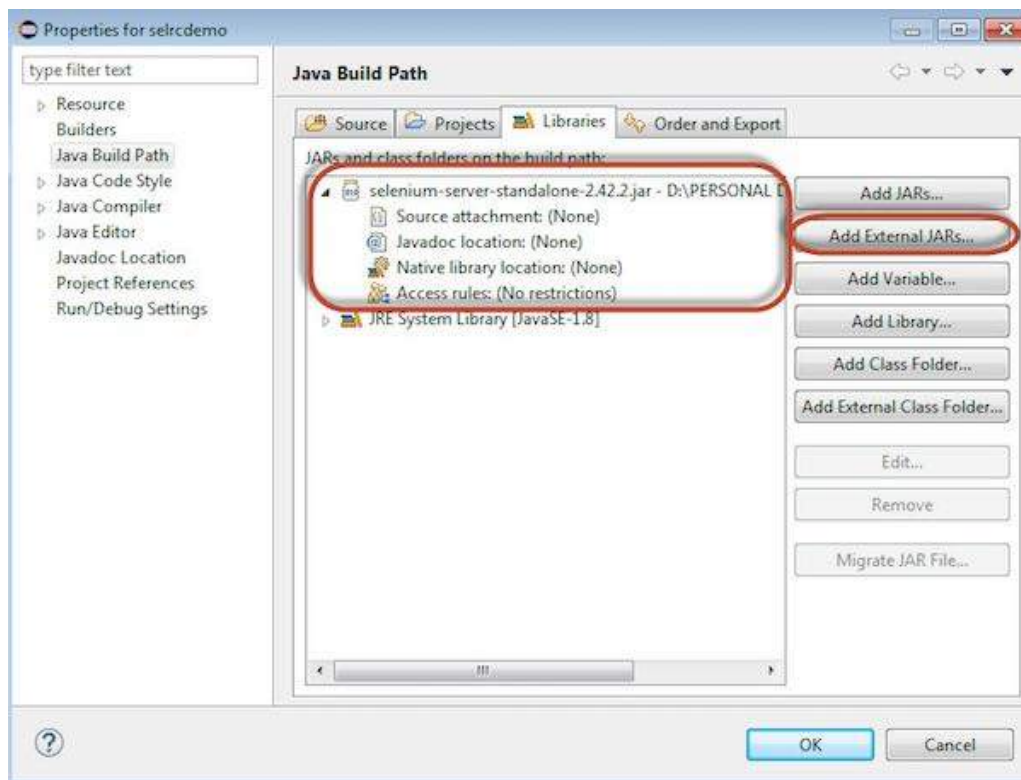 Properties for selrcdemo
type filter text
Resource
Builders
Java Build Path
Java Code Style
Java Compiler
Java Editor
Javadoc Location
Project References
Run/Debug Settings
Java Build Path
Source Projects Libraries Order and Export
JARs and class folders on the build path:
selenium-server-standalone-2.42.2.jar - D:\PERSONAL D
Source attachment: (None)
Javadoc location: (None)
Native library location: (None)
Access rules: (No restrictions)
JRE System Library [JavaSE-1.8]
Add JARs...
Add External JARs...
Add Variable...
Add Library...
Add Class Folder...
Add External Class Folder...
Edit...
Remove
Migrate JAR File...
OK Cancel